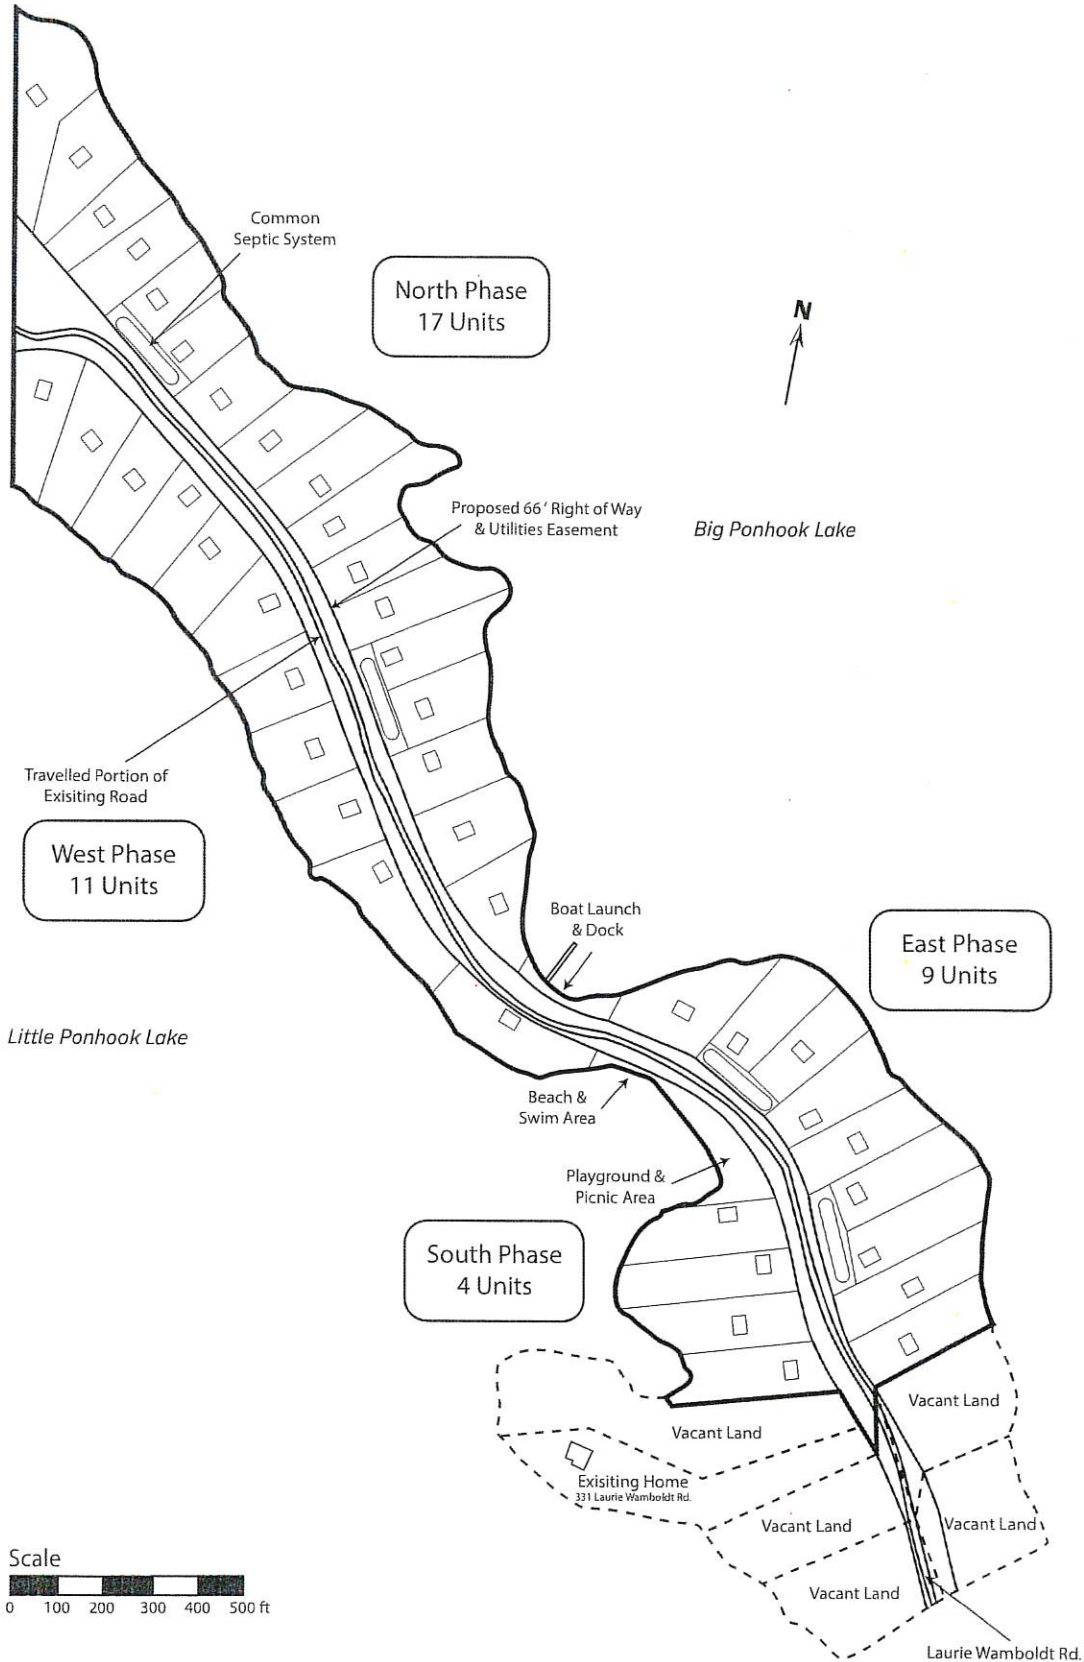 Common
Septic System
North Phase
17 Units
N
Proposed 66' Right of Way
& Utilities Easement
Big Ponhook Lake
Travelled Portion of
Exisiting Road
West Phase
11 Units
Boat Launch
& Dock
East Phase
9 Units
Little Ponhook Lake
Beach &
Swim Area
Playground &
Picnic Area
South Phase
4 Units
Vacant Land
Vacant Land
Exisiting Home
331 Laurie Wamboldt Rd.
Vacant Land
Vacant Land
Vacant Land
Scale
0 100 200 300 400 500 ft
Laurie Wamboldt Rd.